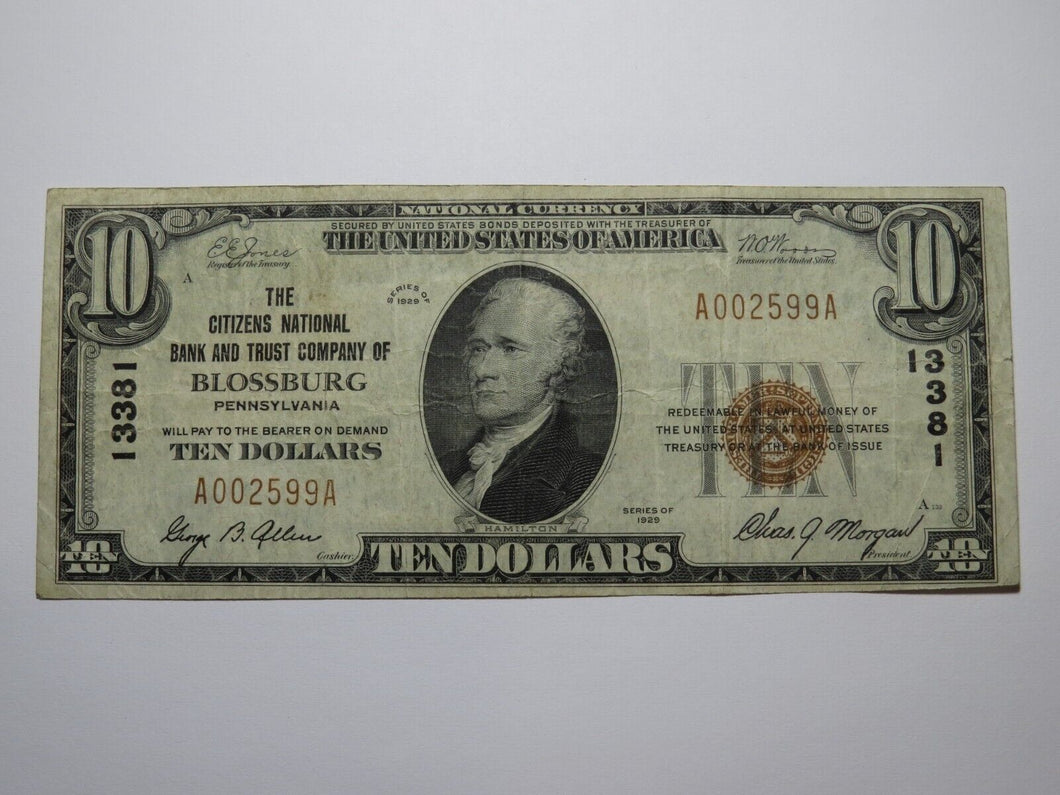 NATIONAL CURRENCY
SECURED BY UNITED STATES BONDS DEPOSITED WITH THE TREASURER OF
THE UNITED STATES OF AMERICA
10
10
E E Jones
Register of the Treasury.
W O Woods
Treasurer of the United States.
A
SERIES OF
1929
THE
CITIZENS NATIONAL
BANK AND TRUST COMPANY OF
BLOSSBURG
PENNSYLVANIA
WILL PAY TO THE BEARER ON DEMAND
TEN DOLLARS
A002599A
13381
A002599A
13381
TEN
REDEEMABLE IN LAWFUL MONEY OF
THE UNITED STATES AT UNITED STATES
TREASURY OR AT THE BANK OF ISSUE
SERIES OF
1929
A
HAMILTON
George B. Allen
Cashier.
Chas. J. Morgan
President.
10
TEN
TEN DOLLARS
10
TEN